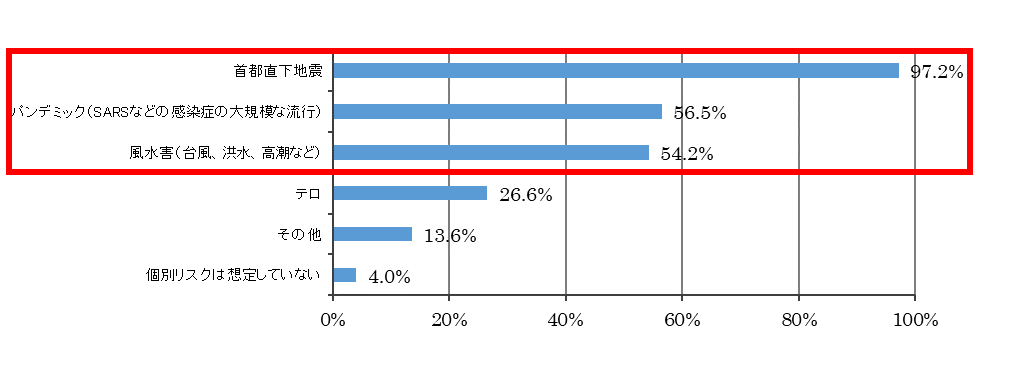 首都直下地震 97.2%
パンデミック(SARSなどの感染症の大規模な流行) 56.5%
風水害(台風、洪水、高潮など) 54.2%
テロ 26.6%
その他 13.6%
個別リスクは想定していない 4.0%
0% 20% 40% 60% 80% 100%